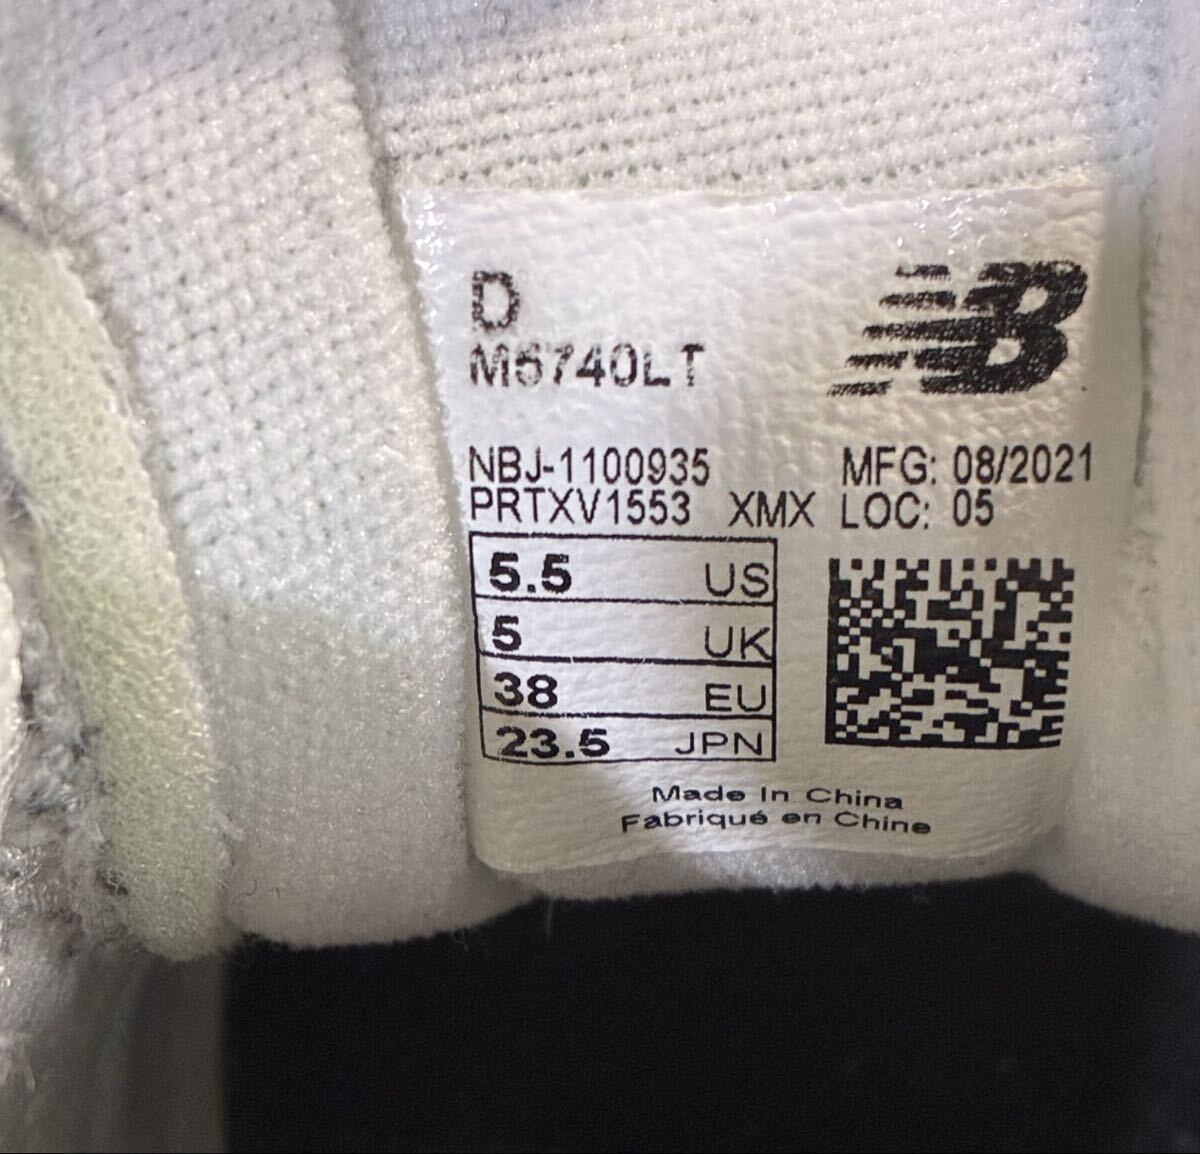 D
M5740LT
NBJ-1100935 MFG: 08/2021
PRTXV1553 XMX LOC: 05
5.5 US
5 UK
38 EU
23.5 JPN
Made In China
Fabriqué en Chine